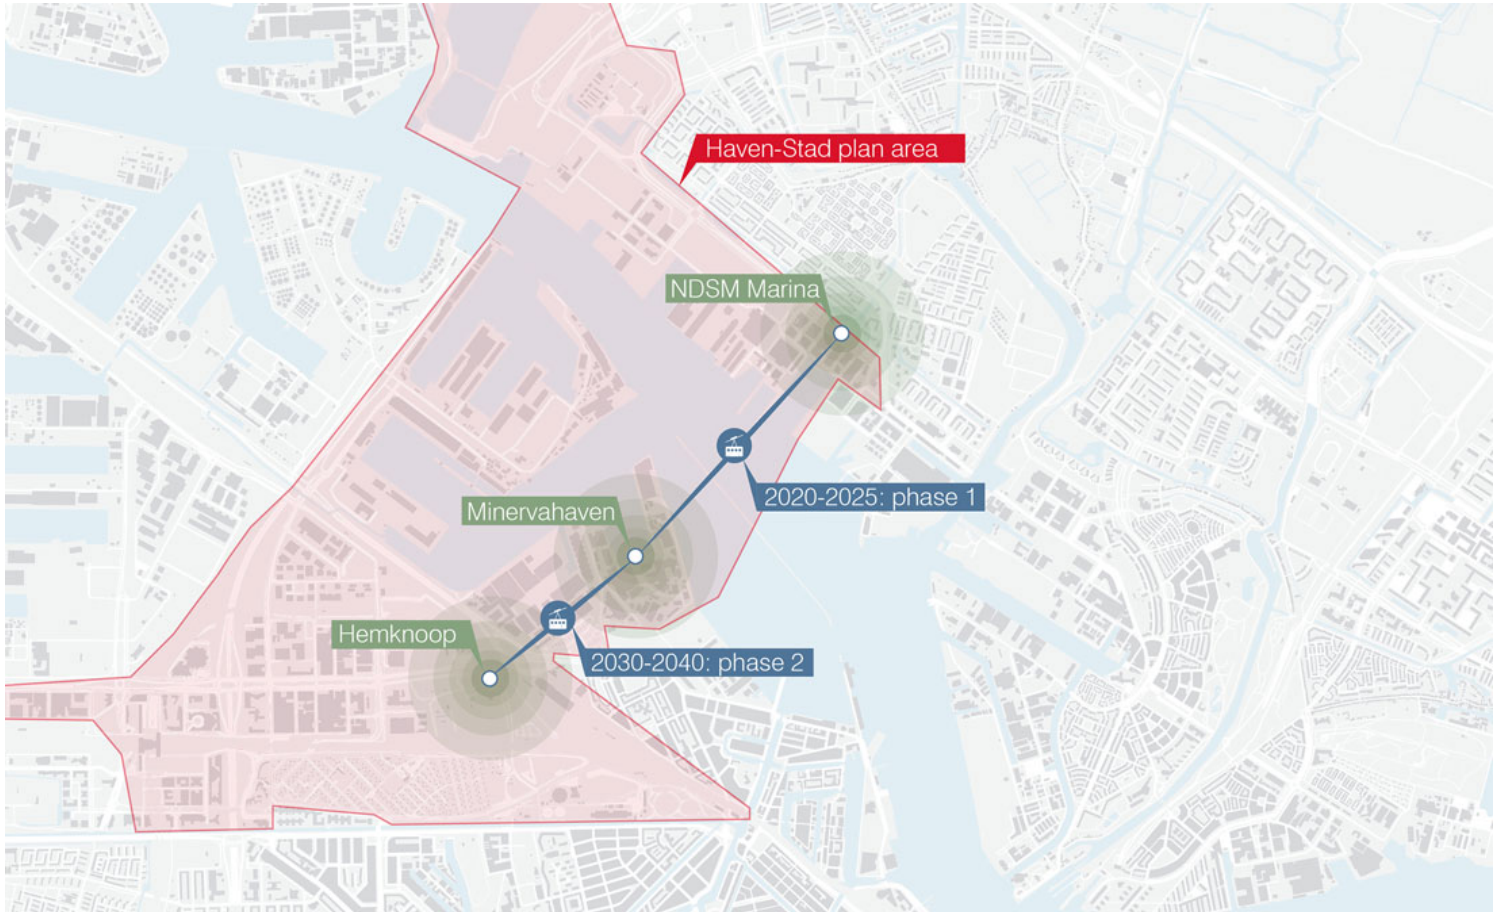 Haven-Stad plan area
NDSM Marina
2020-2025: phase 1
Minervahaven
Hemknoop
2030-2040: phase 2